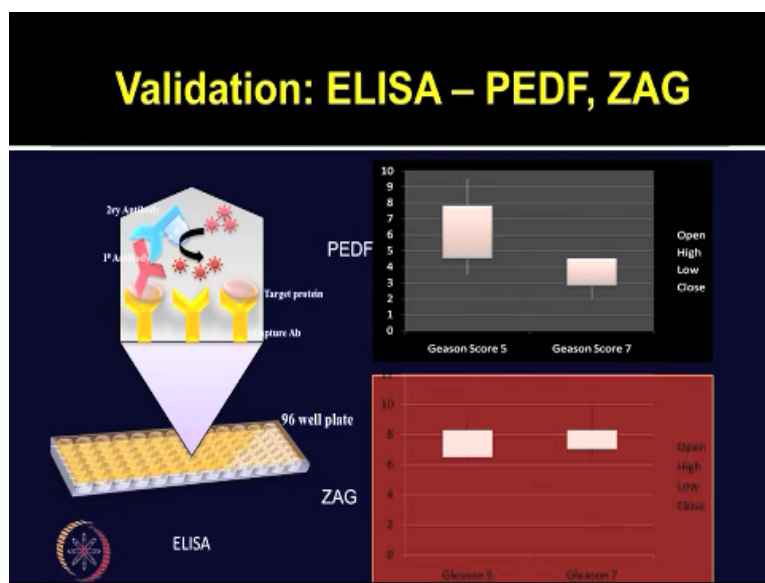 Validation: ELISA – PEDF, ZAG
2ry Antibody
1º Antibody
Target protein
Capture Ab
96 well plate
ELISA
PEDF
10
9
8
7
6
5
4
3
2
1
0
Geason Score 5
Geason Score 7
Open
High
Low
Close
ZAG
12
10
8
6
4
2
0
Gleason 5
Gleason 7
Open
High
Low
Close